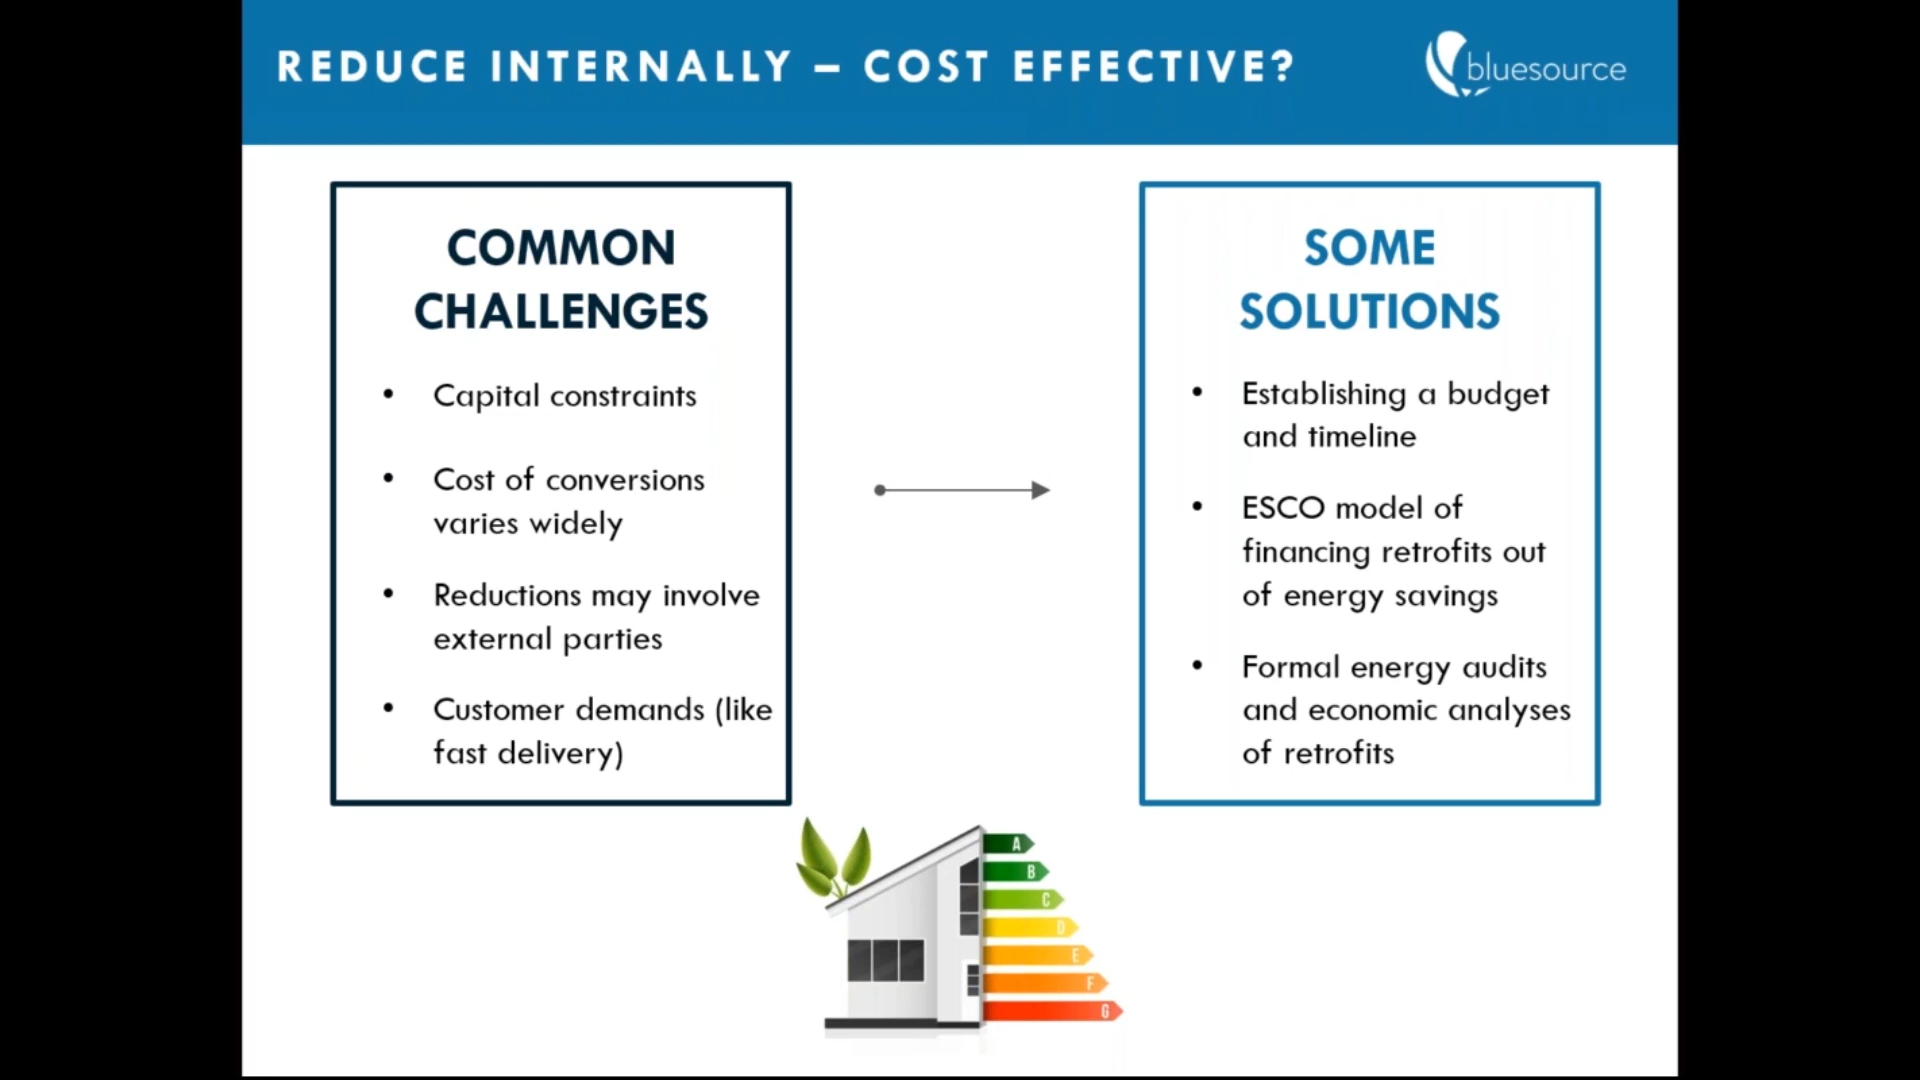 REDUCE INTERNALLY – COST EFFECTIVE?
bluesource
COMMON
CHALLENGES
• Capital constraints
• Cost of conversions
varies widely
• Reductions may involve
external parties
• Customer demands (like
fast delivery)
SOME
SOLUTIONS
• Establishing a budget
and timeline
• ESCO model of
financing retrofits out
of energy savings
• Formal energy audits
and economic analyses
of retrofits
A
B
C
D
E
F
G